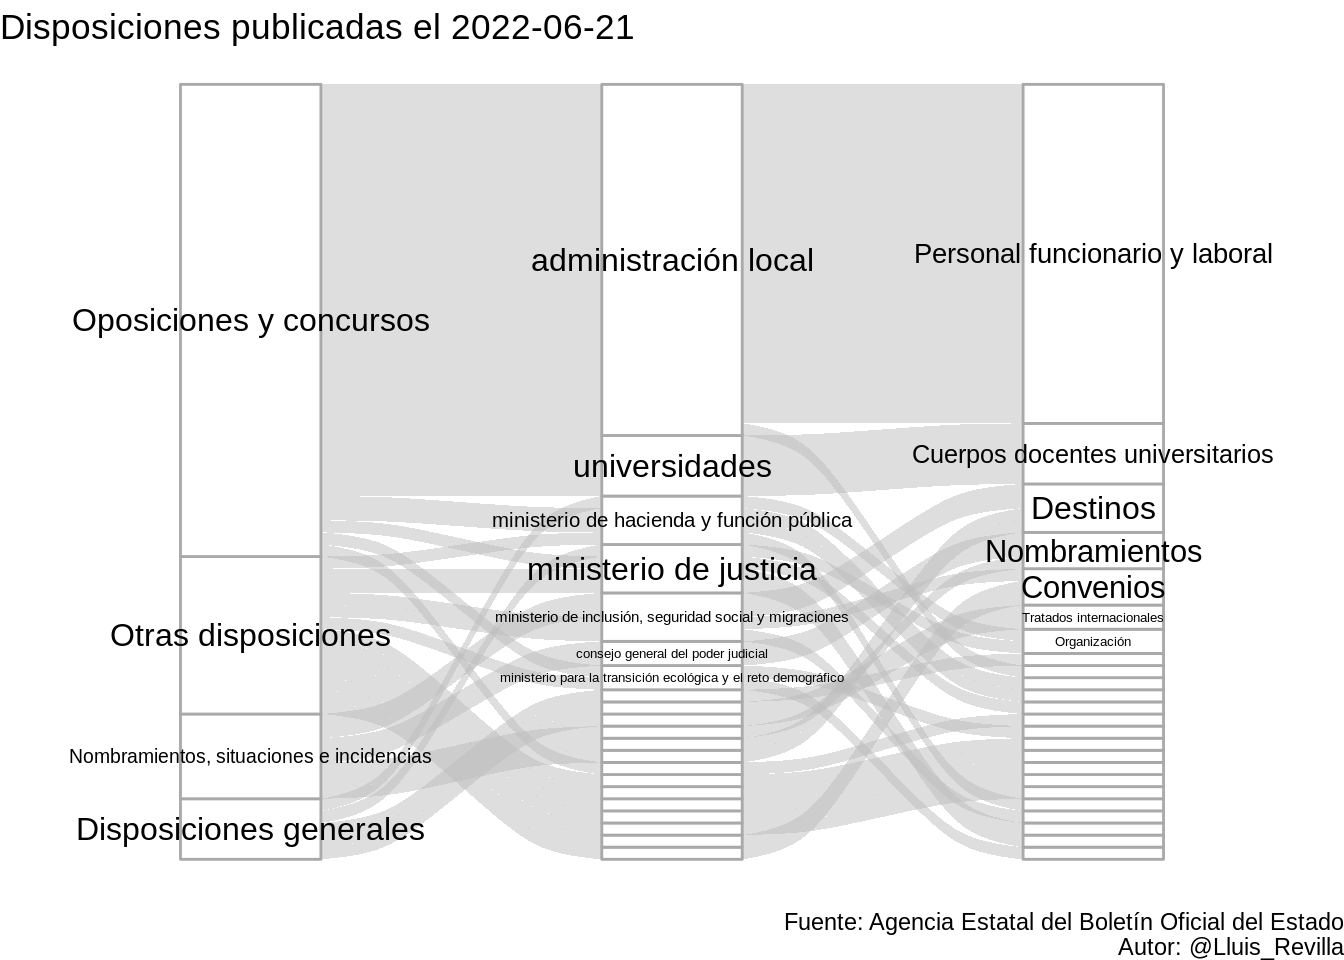 Disposiciones publicadas el 2022-06-21
Oposiciones y concursos
Otras disposiciones
Nombramientos, situaciones e incidencias
Disposiciones generales
administración local
universidades
ministerio de hacienda y función pública
ministerio de justicia
ministerio de inclusión, seguridad social y migraciones
consejo general del poder judicial
ministerio para la transición ecológica y el reto demográfico
Personal funcionario y laboral
Cuerpos docentes universitarios
Destinos
Nombramientos
Convenios
Tratados internacionales
Organización
Fuente: Agencia Estatal del Boletín Oficial del Estado
Autor: @Lluis_Revilla